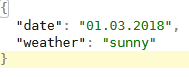 {
"date": "01.03.2018",
"weather": "sunny"
}